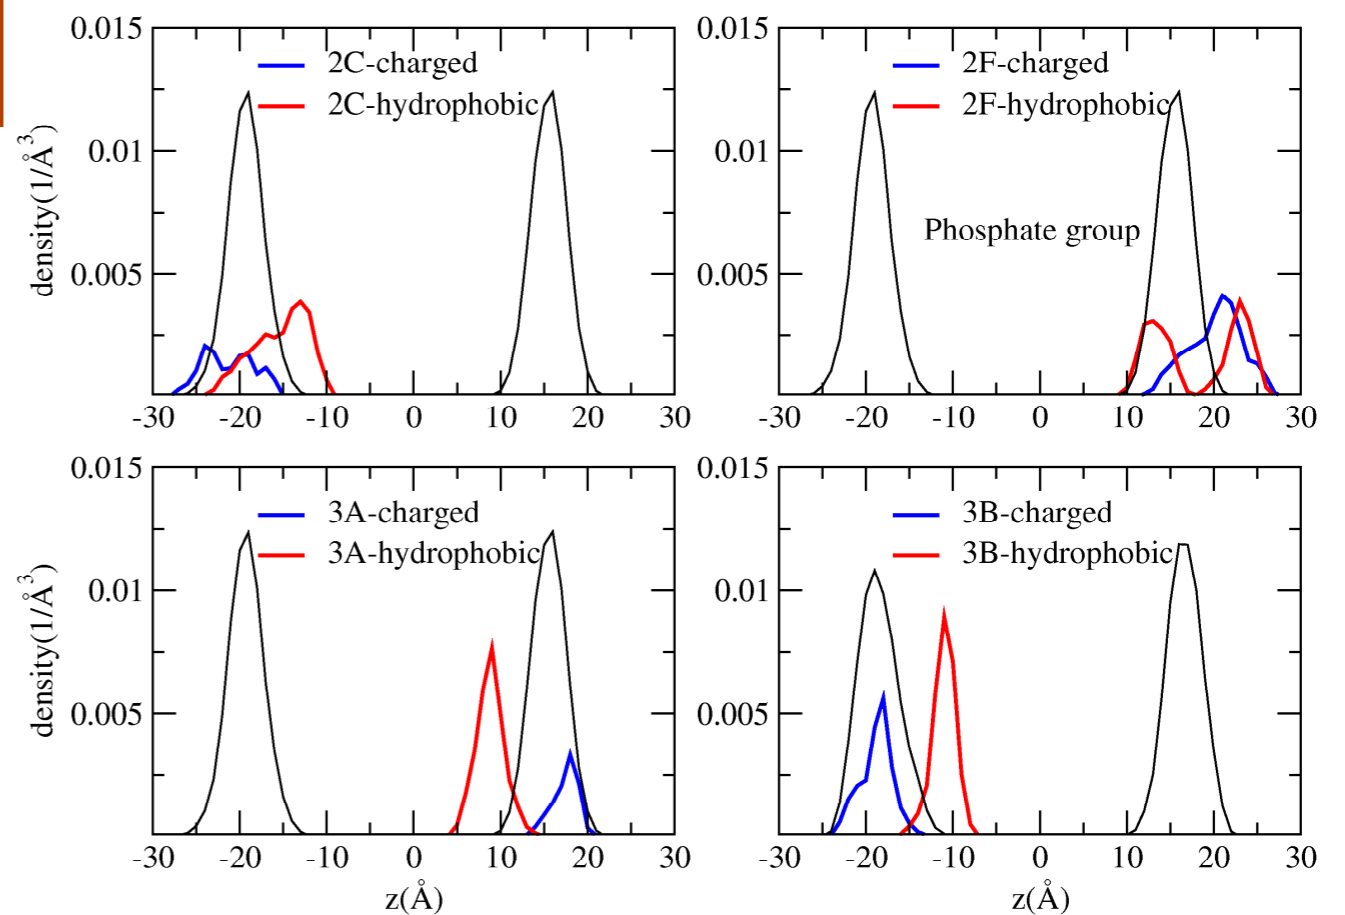 0.015
0.01
0.005
density(1/Å³)
2C-charged
2C-hydrophobic
-30 -20 -10 0 10 20 30
0.015
0.01
0.005
2F-charged
2F-hydrophobic
Phosphate group
-30 -20 -10 0 10 20 30
0.015
0.01
0.005
density(1/Å³)
3A-charged
3A-hydrophobic
-30 -20 -10 0 10 20 30
z(Å)
0.015
0.01
0.005
3B-charged
3B-hydrophobic
-30 -20 -10 0 10 20 30
z(Å)